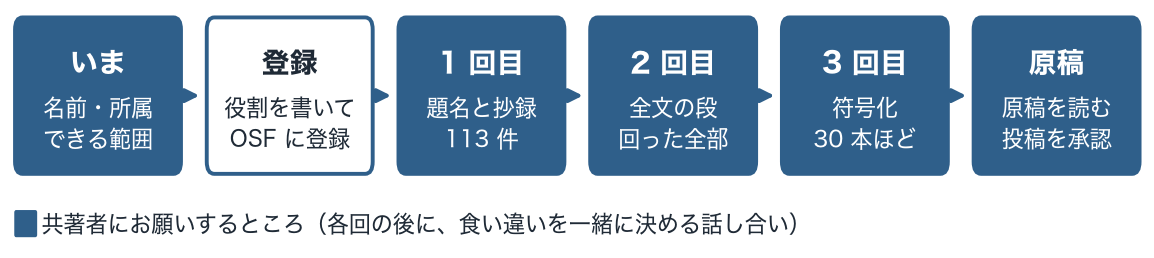 いま
名前・所属
できる範囲
登録
役割を書いて
OSF に登録
1 回目
題名と抄録
113 件
2 回目
全文の段
回った全部
3 回目
符号化
30 本ほど
原稿
原稿を読む
投稿を承認
共著者にお願いするところ（各回の後に、食い違いを一緒に決める話し合い）